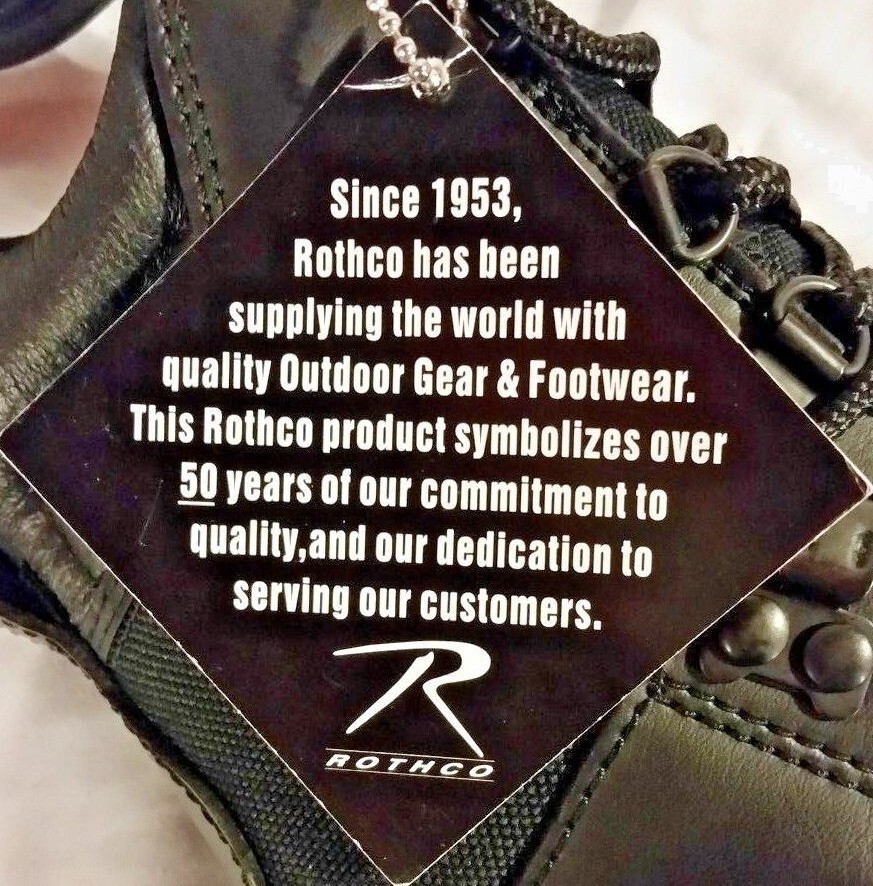 Since 1953,
Rothco has been
supplying the world with
quality Outdoor Gear & Footwear.
This Rothco product symbolizes over
50 years of our commitment to
quality,and our dedication to
serving our customers.
R
ROTHCO